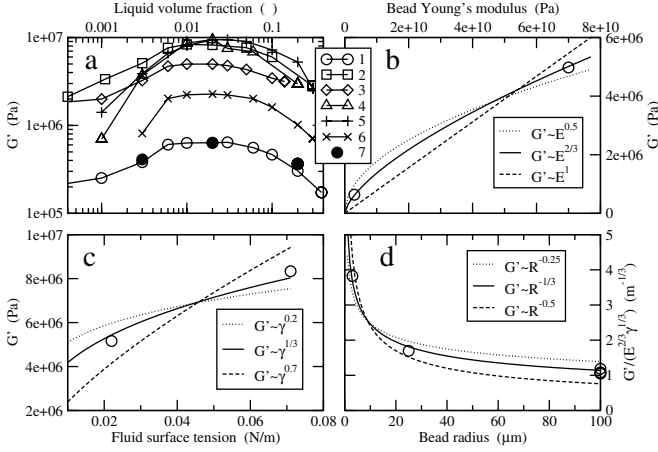 Liquid volume fraction ( )
0.001 0.01 0.1
1e+07
1e+06
1e+05
G' (Pa)
a
1
2
3
4
5
6
7
Bead Young's modulus (Pa)
0 2e+10 4e+10 6e+10 8e+10
6e+06
4e+06
2e+06
0
G' (Pa)
b
G'~E^0.5
G'~E^2/3
G'~E^1
1e+07
8e+06
6e+06
4e+06
2e+06
G' (Pa)
c
G'~γ^0.2
G'~γ^1/3
G'~γ^0.7
0.02 0.04 0.06 0.08
Fluid surface tension (N/m)
d
G'~R^-0.25
G'~R^-1/3
G'~R^-0.5
5
4
3
2
1
0
G'/(E^2/3 γ^1/3) (m^-1/3)
0 20 40 60 80 100
Bead radius (μm)